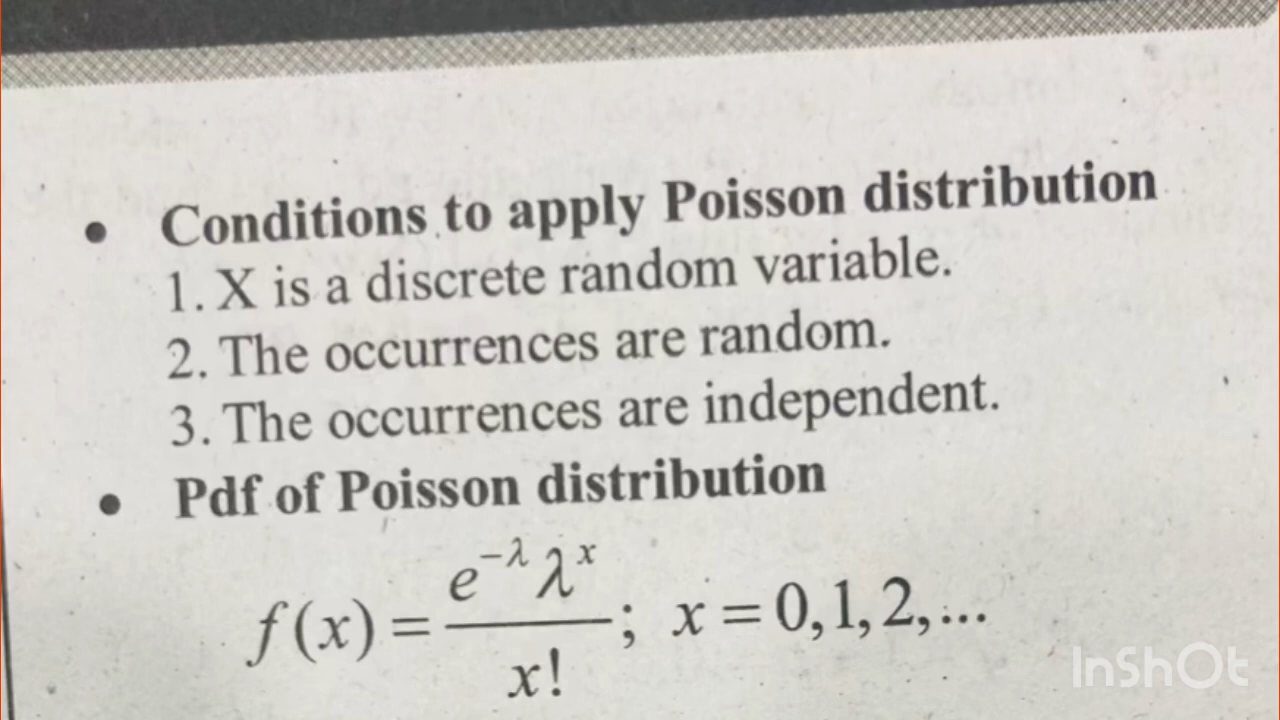 • Conditions to apply Poisson distribution
1. X is a discrete random variable.
2. The occurrences are random.
3. The occurrences are independent.
• Pdf of Poisson distribution
f(x) = e^{-λ} λ^x / x! ; x = 0,1,2,...
InShOt